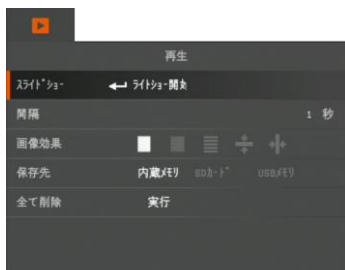 再生
ｽﾗｲﾄﾞｼｮｰ ﾗｲﾄｼｮｰ開始
間隔 1 秒
画像効果
保存先 内蔵ﾒﾓﾘ SDｶｰﾄﾞ USBﾒﾓﾘ
全て削除 実行